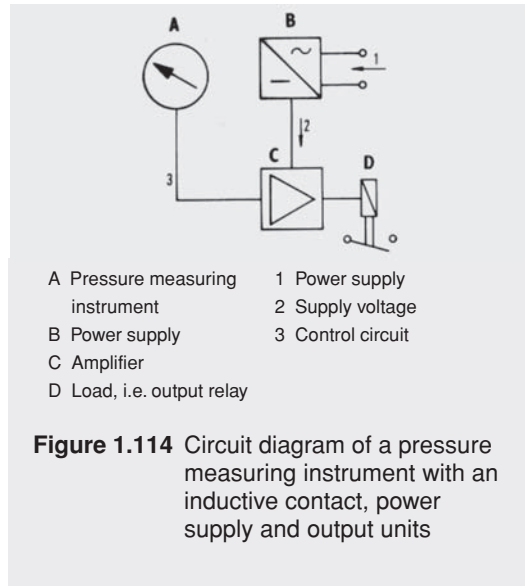 A
B
1
2
C
D
3
A Pressure measuring instrument
B Power supply
C Amplifier
D Load, i.e. output relay
1 Power supply
2 Supply voltage
3 Control circuit
Figure 1.114 Circuit diagram of a pressure
measuring instrument with an
inductive contact, power
supply and output units